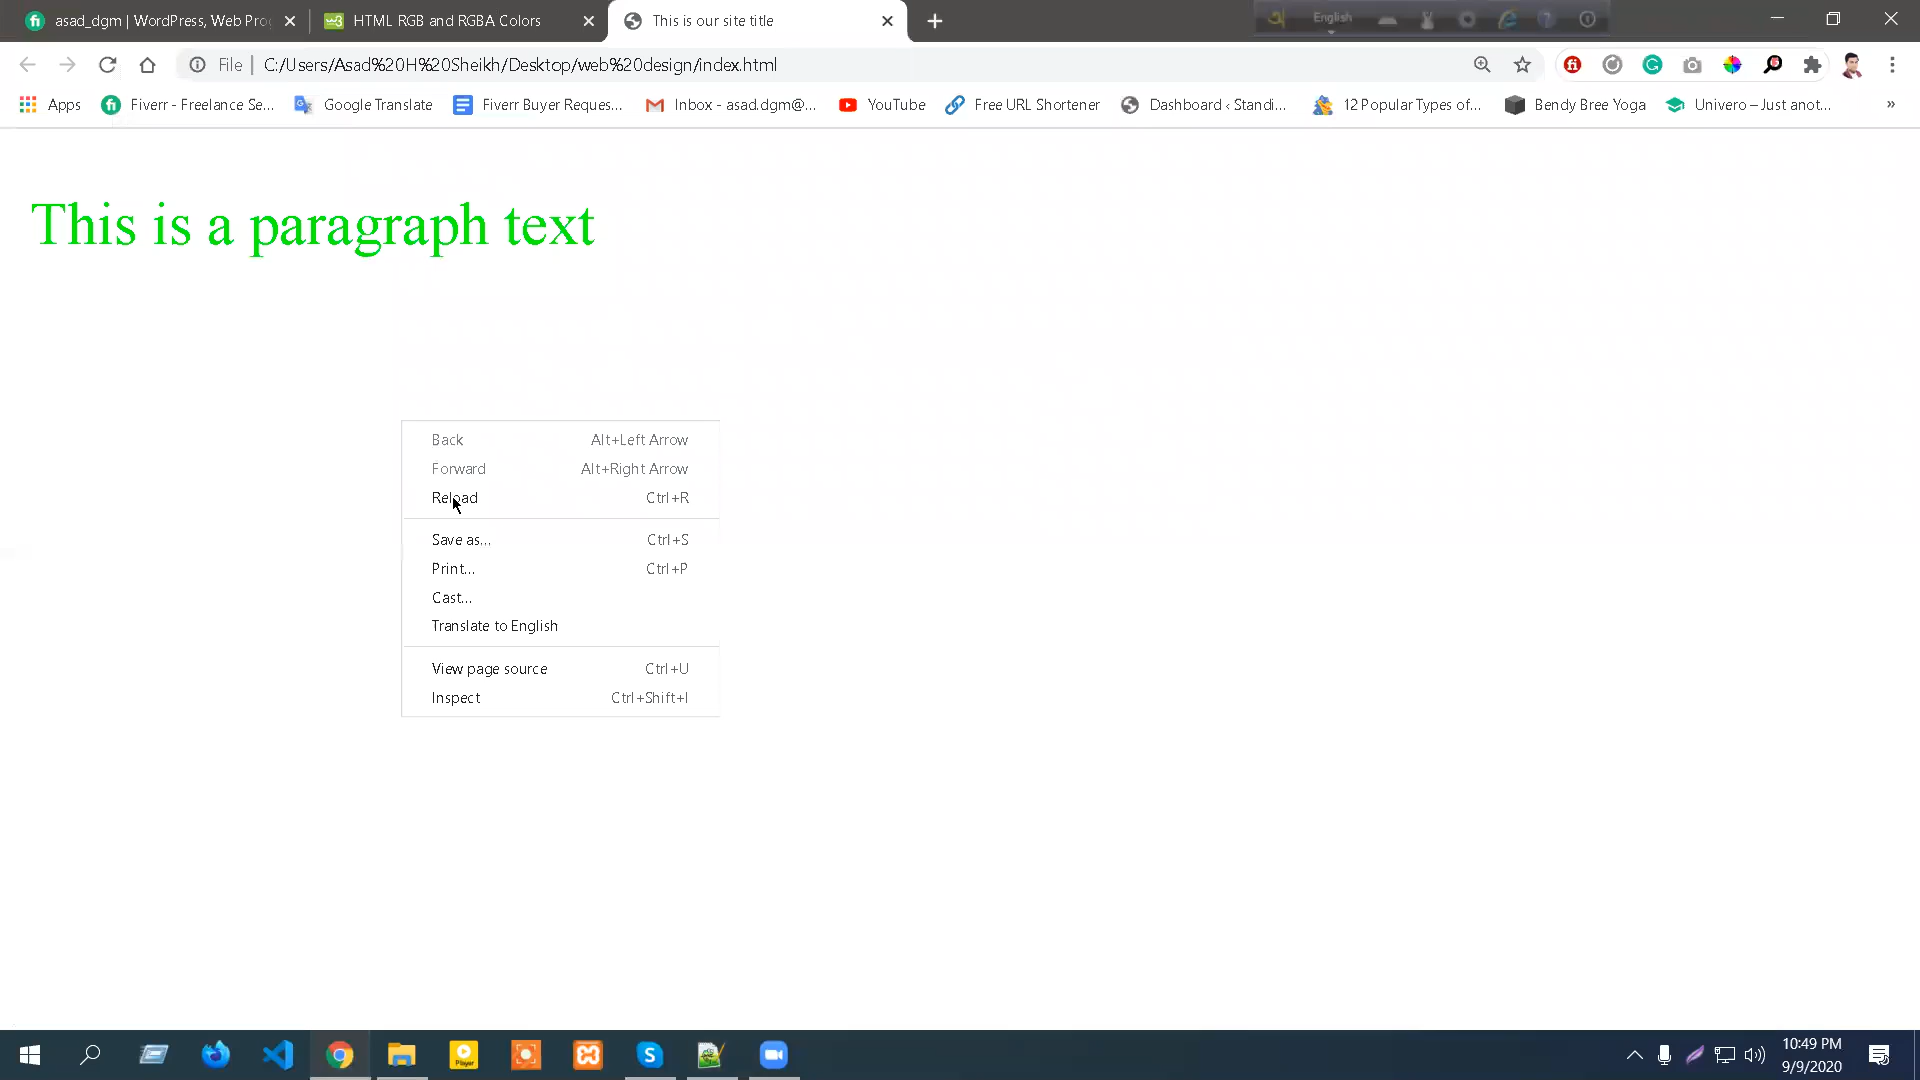 asad_dgm | WordPress, Web Pro
HTML RGB and RGBA Colors
This is our site title
English
File
C:/Users/Asad%20H%20Sheikh/Desktop/web%20design/index.html
Apps
Fiverr - Freelance Se...
Google Translate
Fiverr Buyer Reques...
Inbox - asad.dgm@...
YouTube
Free URL Shortener
Dashboard ‹ Standi...
12 Popular Types of...
Bendy Bree Yoga
Univero – Just anot...
»
This is a paragraph text
Back Alt+Left Arrow
Forward Alt+Right Arrow
Reload Ctrl+R
Save as... Ctrl+S
Print... Ctrl+P
Cast...
Translate to English
View page source Ctrl+U
Inspect Ctrl+Shift+I
Player
10:49 PM
9/9/2020